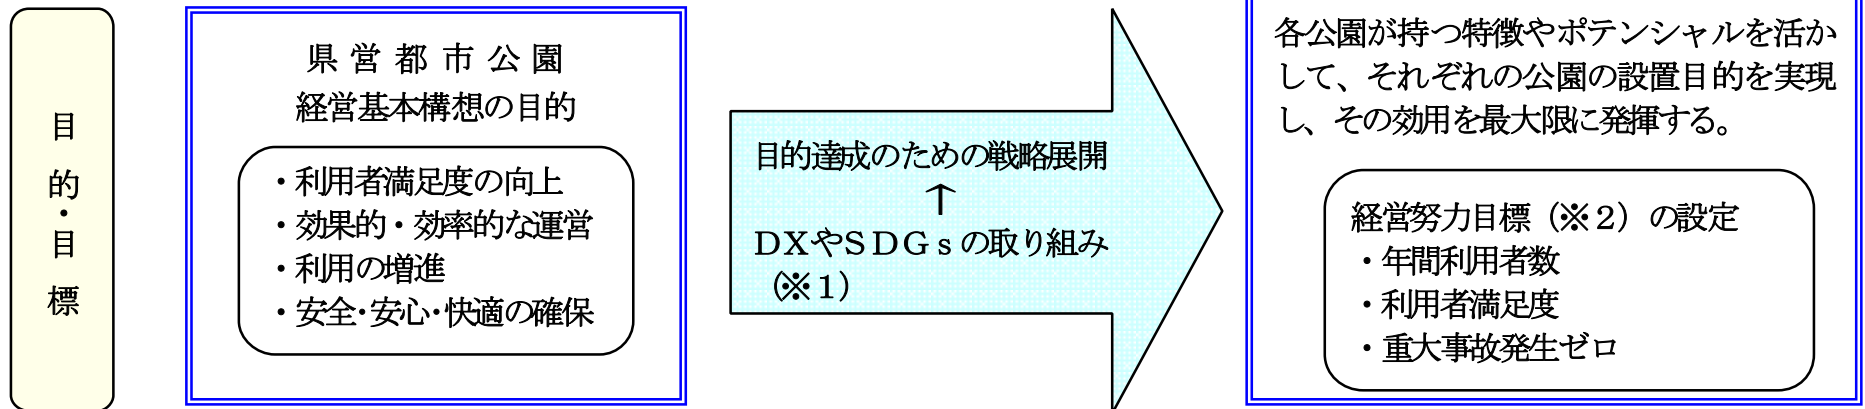 目的・目標
県営都市公園
経営基本構想の目的
・利用者満足度の向上
・効果的・効率的な運営
・利用の増進
・安全・安心・快適の確保
目的達成のための戦略展開
↑
ＤＸやＳＤＧｓの取り組み
（※１）
各公園が持つ特徴やポテンシャルを活か
して、それぞれの公園の設置目的を実現
し、その効用を最大限に発揮する。
経営努力目標（※２）の設定
・年間利用者数
・利用者満足度
・重大事故発生ゼロ